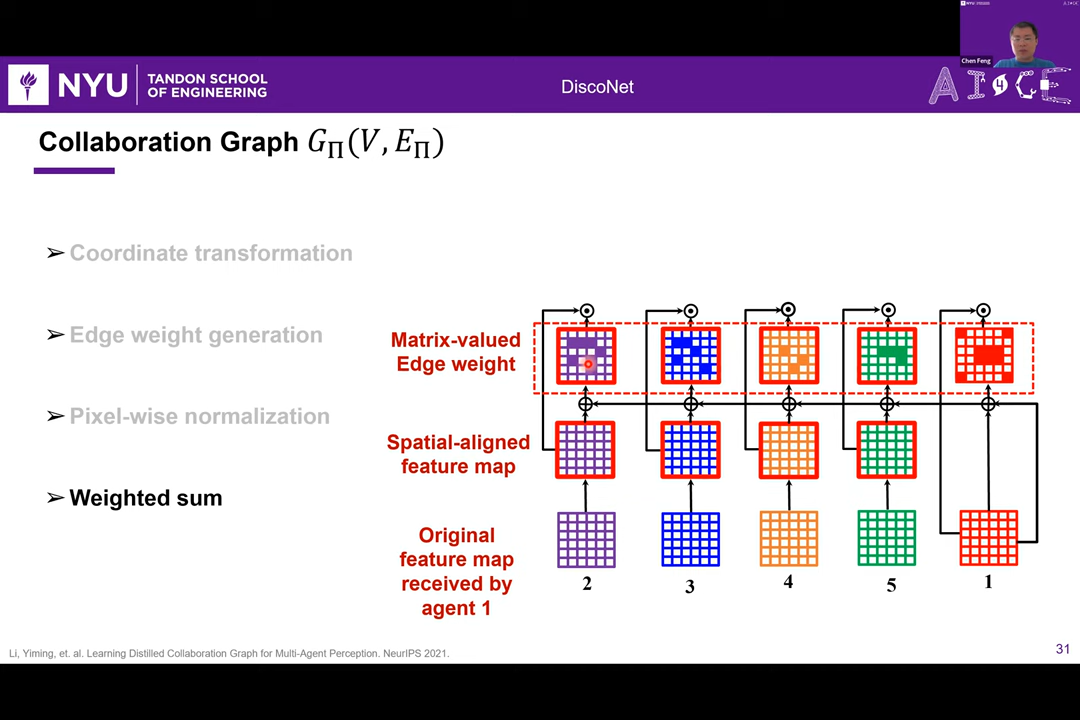 NYU
Chen Feng
NYU
TANDON SCHOOL
OF ENGINEERING
DiscoNet
AI4CE
Collaboration Graph G_Π(V, E_Π)
➢ Coordinate transformation
➢ Edge weight generation
➢ Pixel-wise normalization
➢ Weighted sum
Matrix-valued
Edge weight
Spatial-aligned
feature map
Original
feature map
received by
agent 1
2 3 4 5 1
Li, Yiming, et. al. Learning Distilled Collaboration Graph for Multi-Agent Perception. NeurIPS 2021.
31